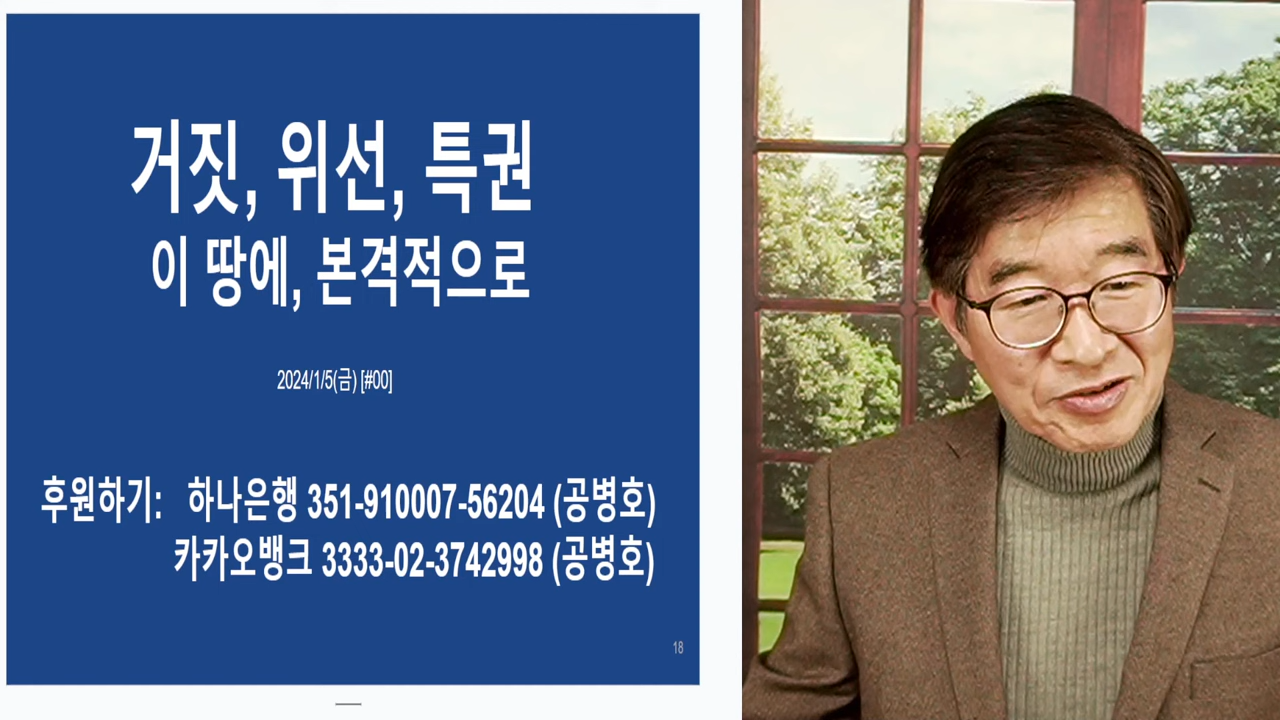 거짓, 위선, 특권
이 땅에, 본격적으로
2024/1/5(금) [#00]
후원하기: 하나은행 351-910007-56204 (공병호)
카카오뱅크 3333-02-3742998 (공병호)
18